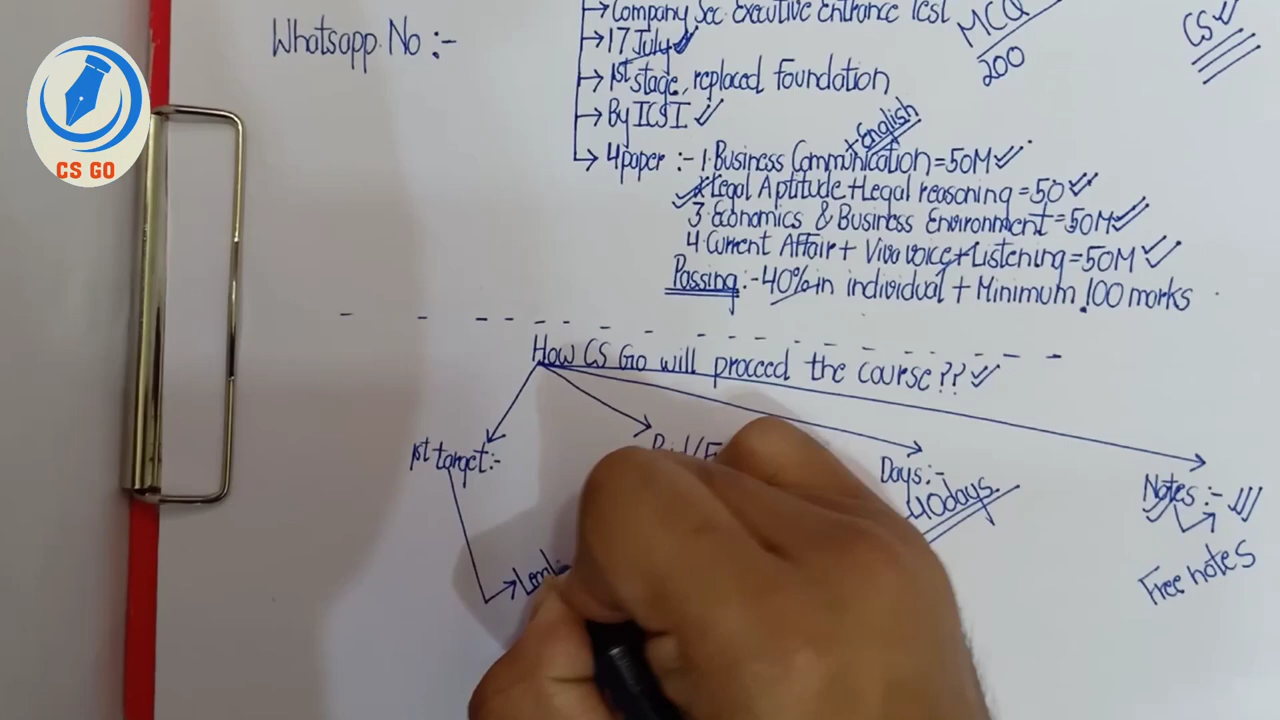 Company Sec. Executive Entrance Test
MCQ
200
CS
Whatsapp. No :-
17 July
1st stage, replaced Foundation
By ICSI
English
4 paper :- 1. Business Communication = 50M
Legal Aptitude + Legal reasoning = 50
3. Economics & Business Environment = 50M
4. Current Affair + Viva voice + Listening = 50M
Passing :- 40% in individual + Minimum 100 marks
How CS Go will proceed the course??
1st target :-
Days :-
40 days.
Notes :-
Free notes
CS GO